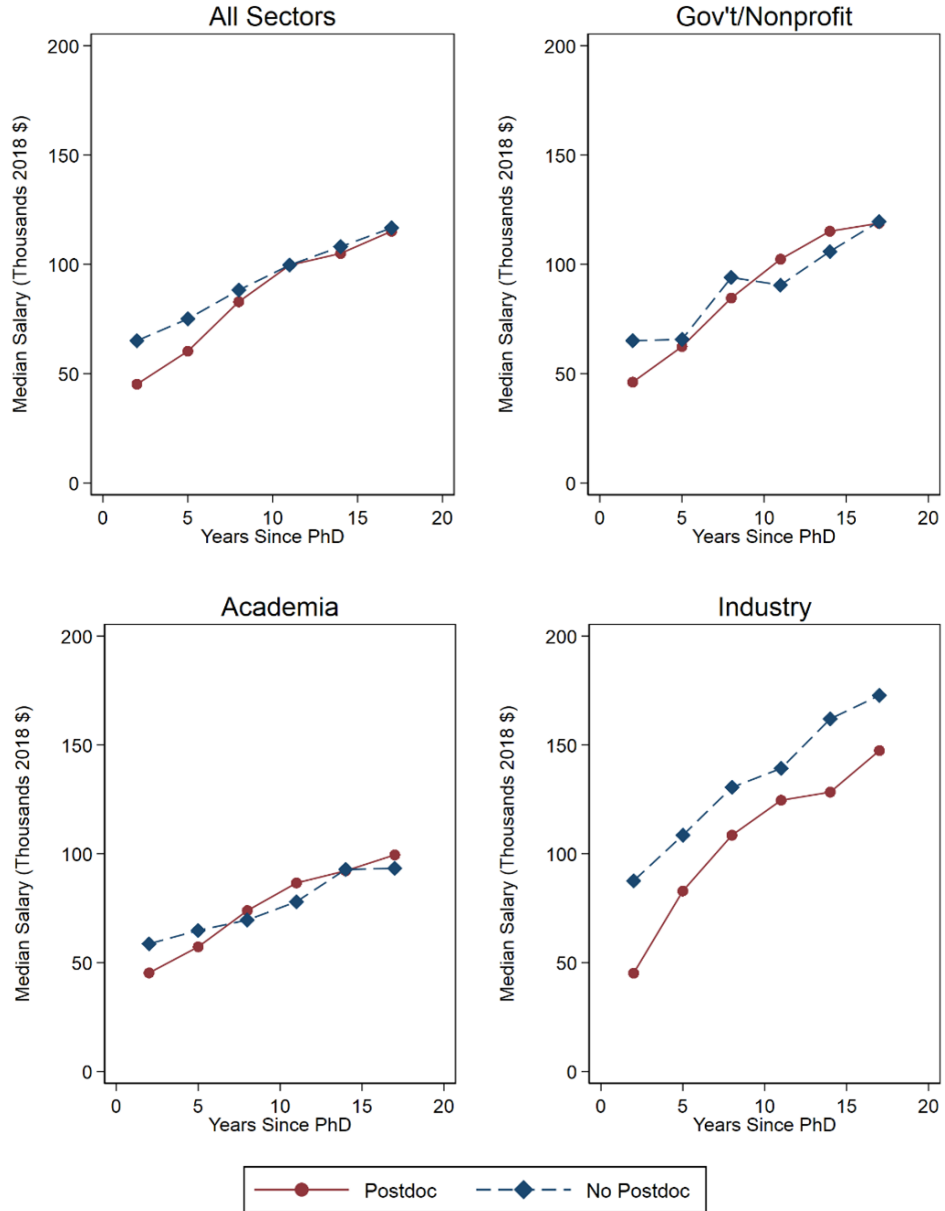 All Sectors
Median Salary (Thousands 2018 $)
200
150
100
50
0
0 5 10 15 20
Years Since PhD
Gov't/Nonprofit
Median Salary (Thousands 2018 $)
200
150
100
50
0
0 5 10 15 20
Years Since PhD
Academia
Median Salary (Thousands 2018 $)
200
150
100
50
0
0 5 10 15 20
Years Since PhD
Industry
Median Salary (Thousands 2018 $)
200
150
100
50
0
0 5 10 15 20
Years Since PhD
Postdoc No Postdoc